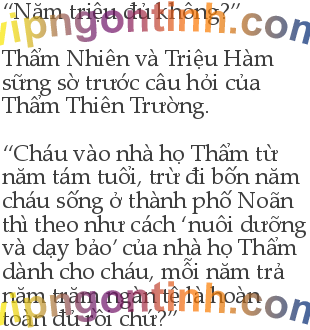 “Năm triệu đủ không?”
vipngontinh.com
Thẩm Nhiên và Triệu Hàm
sững sờ trước câu hỏi của
Thẩm Thiên Trường.
“Cháu vào nhà họ Thẩm từ
năm tám tuổi, trừ đi bốn năm
cháu sống ở thành phố Noãn
thì theo như cách ‘nuôi dưỡng
và dạy bảo’ của nhà họ Thẩm
dành cho cháu, mỗi năm trả
năm trăm ngàn tệ là hoàn
vipngontinh.com
toàn đủ rồi chứ?”